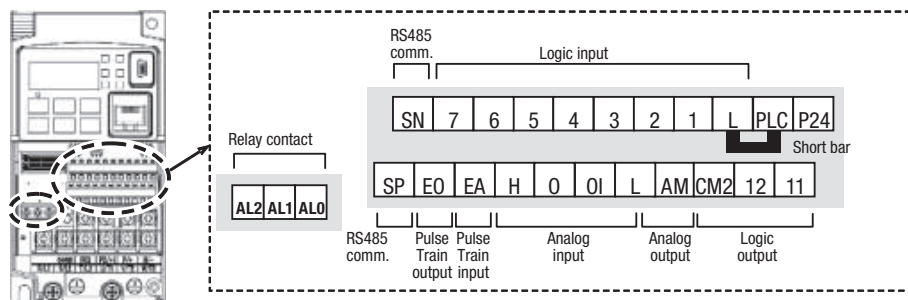 RS485
comm.
Logic input
SN 7 6 5 4 3 2 1 L PLC P24
Short bar
Relay contact
AL2 AL1 AL0
SP EO EA H O OI L AM CM2 12 11
RS485
comm.
Pulse
Train
output
Pulse
Train
input
Analog
input
Analog
output
Logic
output